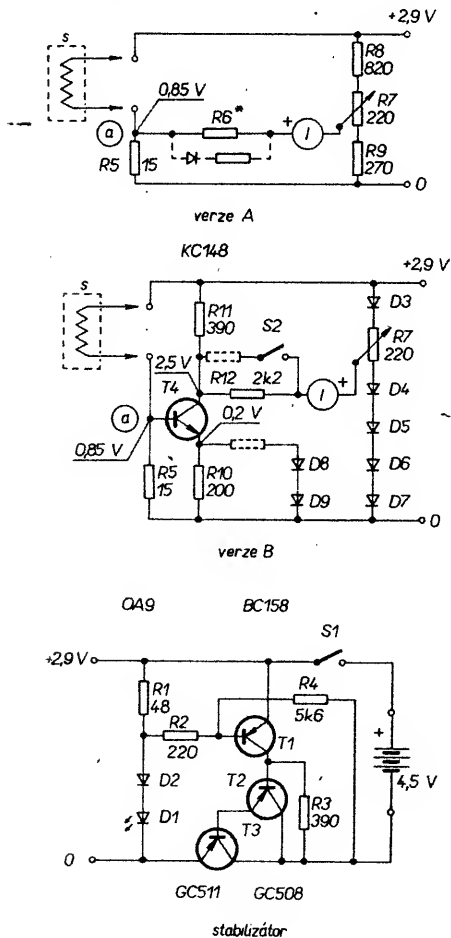 +2,9 V
s
R8
820
0,85 V
R6*
R7
220
+
I
a
R5
15
R9
270
0
verze A
KC148
+2,9 V
s
R11
390
S2
D3
R7
220
2,5 V
R12
2k2
+
I
T4
D4
a
0,2 V
D5
0,85 V
R5
15
R10
200
D8
D6
D9
D7
0
verze B
OA9
BC158
S1
+2,9 V
R1
48
R4
5k6
R2
220
+
T1
D2
T2
4,5 V
D1
T3
R3
390
0
GC511
GC508
stabilizátor